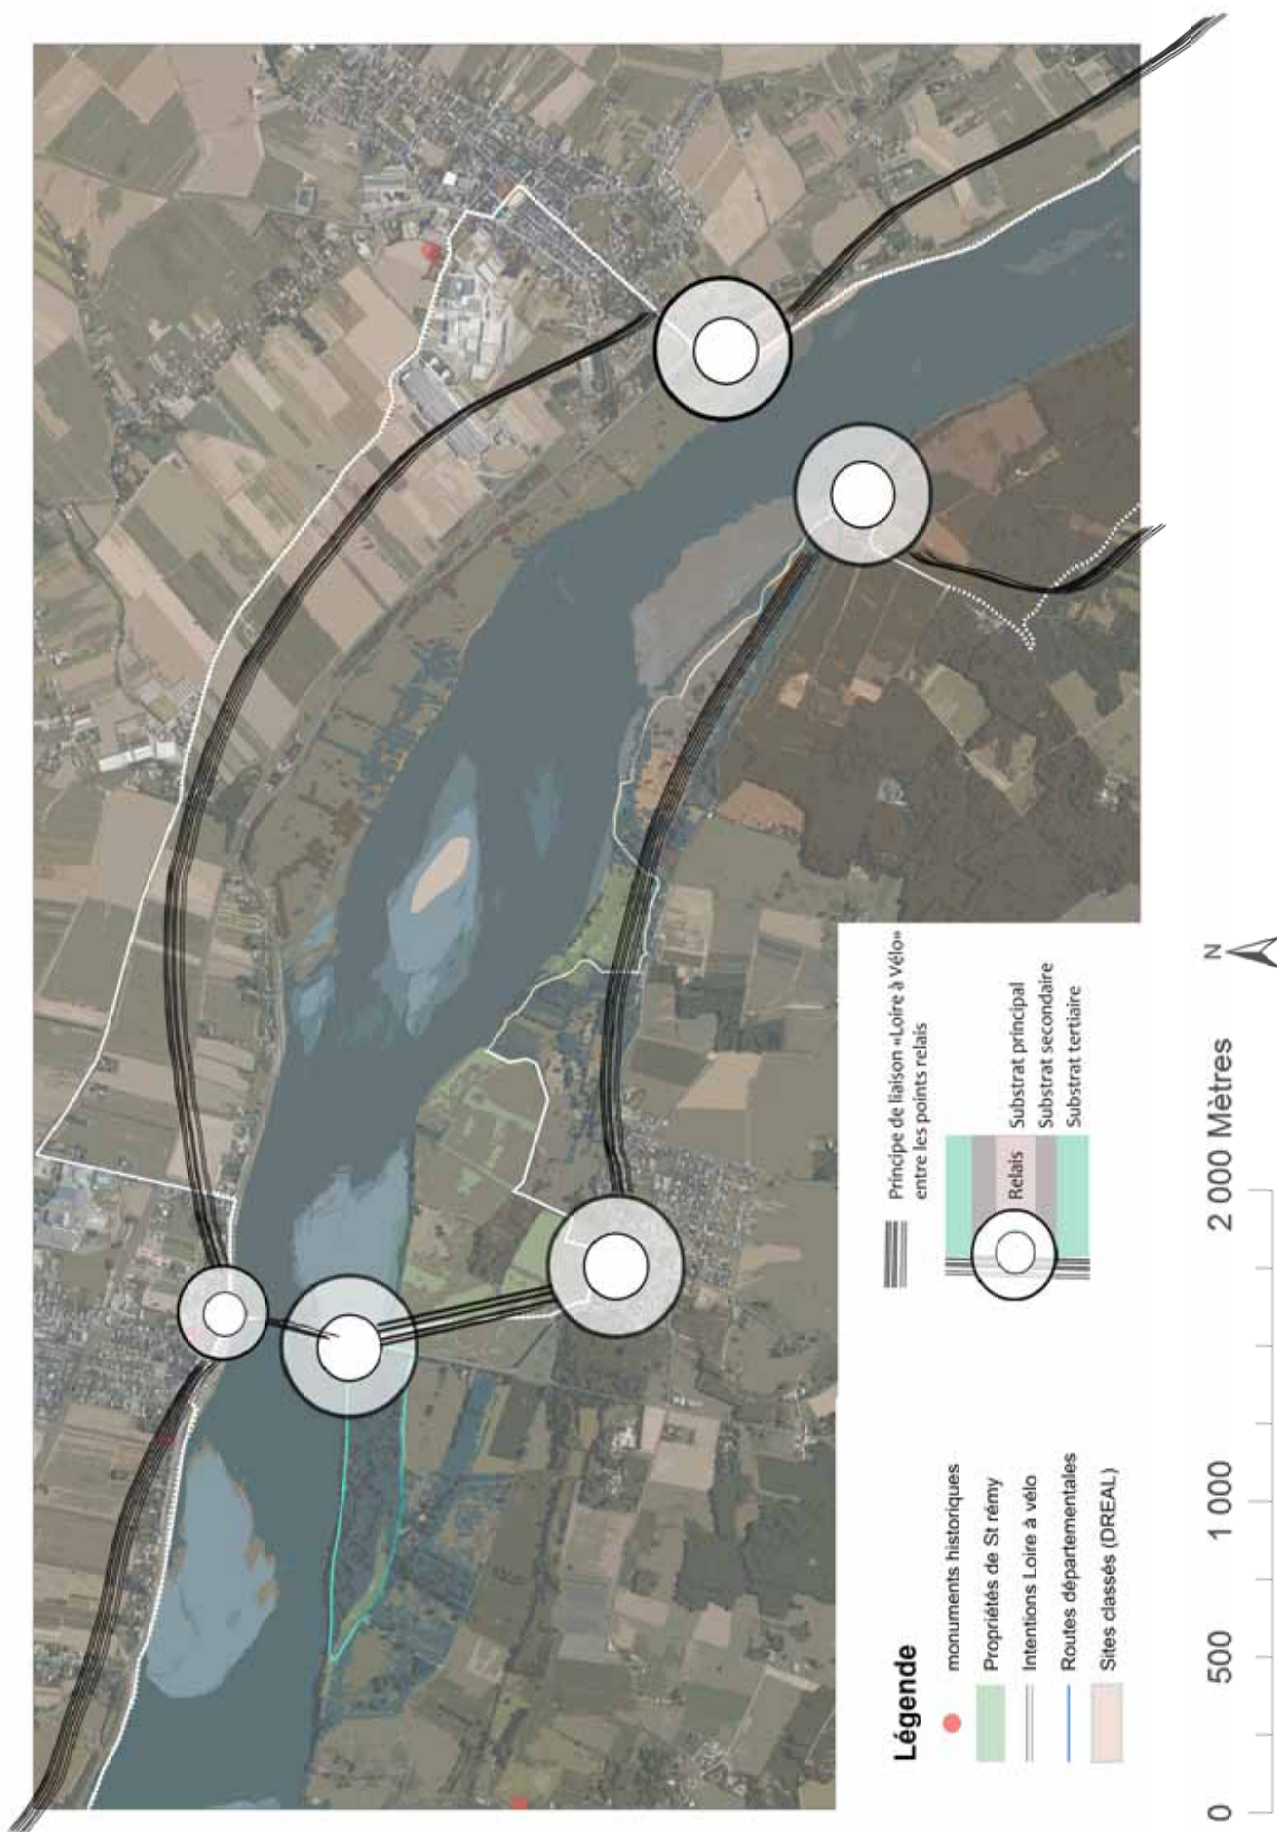 Principe de liaison «Loire à Vélo»
entre les points relais
Relais
Substrat principal
Substrat secondaire
Substrat tertiaire
Légende
monuments historiques
Propriétés de St rémy
Intentions Loire à vélo
Routes départementales
Sites classés (DREAL)
N
0 500 1 000 2 000 Mètres